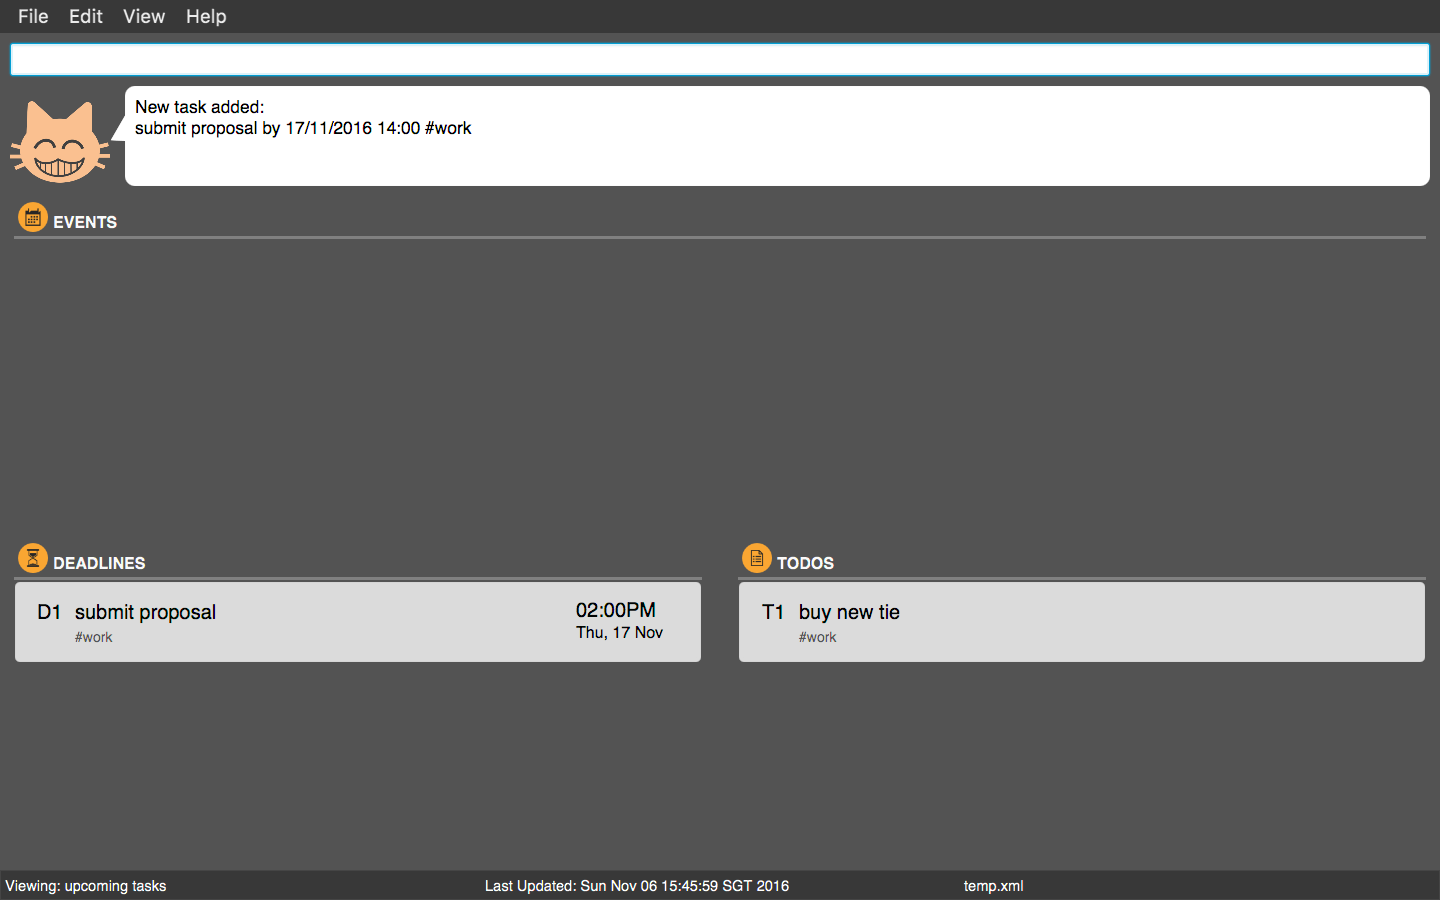 File Edit View Help
New task added:
submit proposal by 17/11/2016 14:00 #work
EVENTS
DEADLINES
D1 submit proposal 02:00PM
#work Thu, 17 Nov
TODOS
T1 buy new tie
#work
Viewing: upcoming tasks Last Updated: Sun Nov 06 15:45:59 SGT 2016 temp.xml